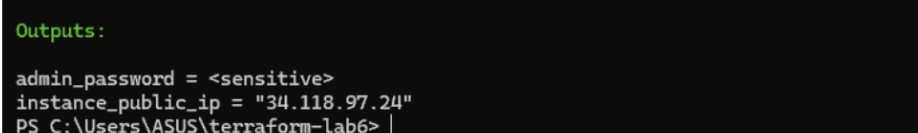 Outputs:
admin_password = <sensitive>
instance_public_ip = "34.118.97.24"
PS C:\Users\ASUS\terraform-lab6>